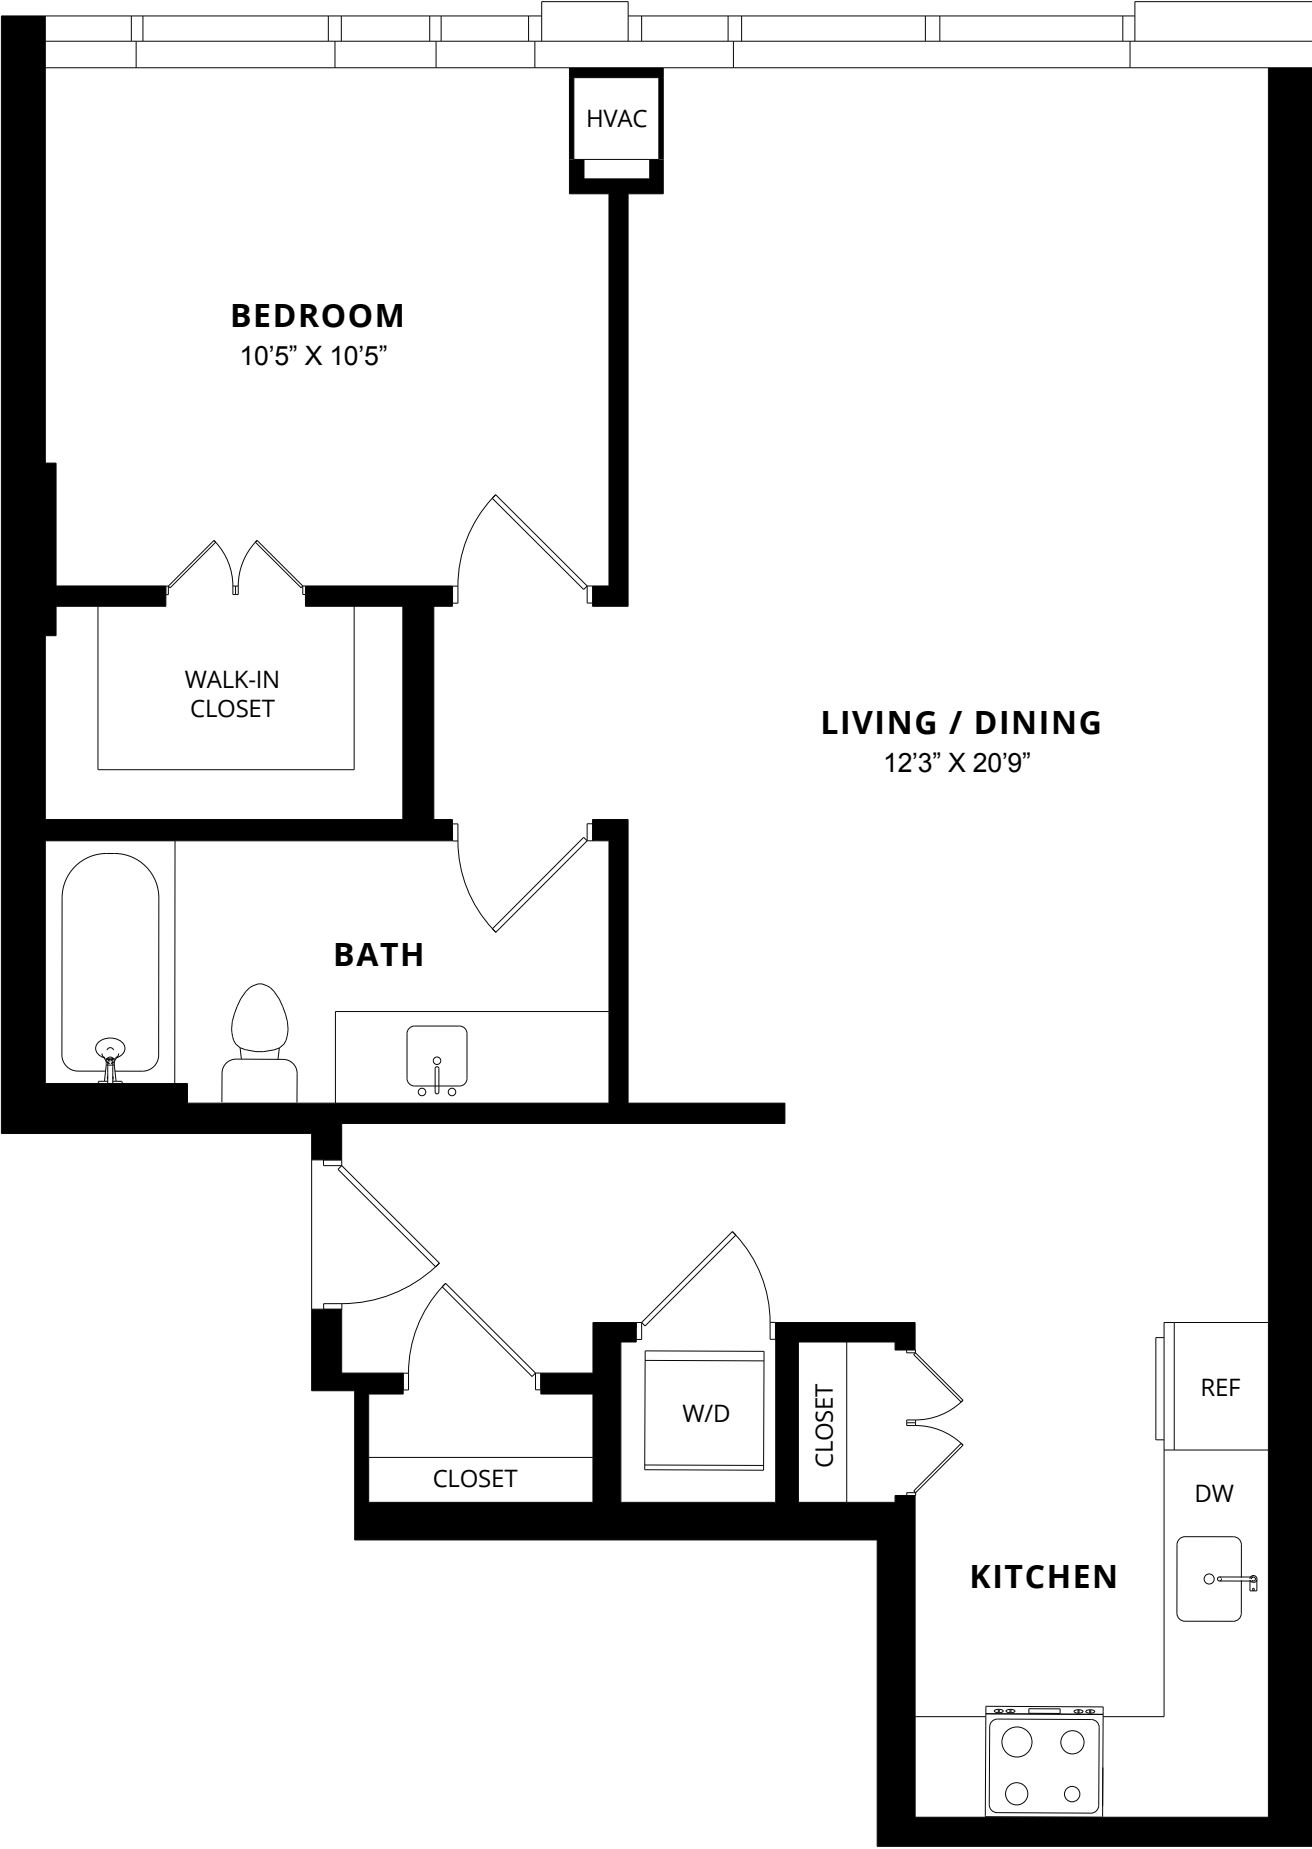 HVAC
BEDROOM
10’5” X 10’5”
WALK-IN
CLOSET
LIVING / DINING
12’3” X 20’9”
BATH
REF
W/D
CLOSET
CLOSET
DW
KITCHEN